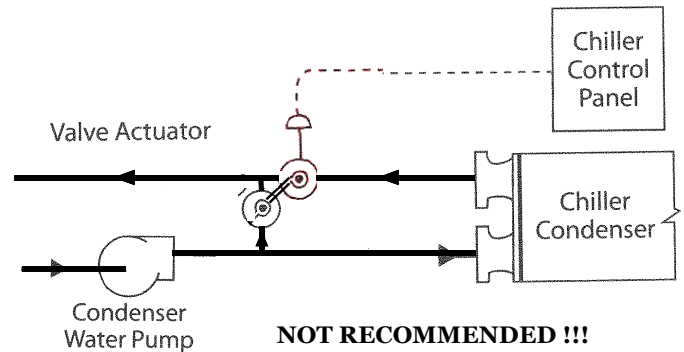 Chiller
Control
Panel
Valve Actuator
Chiller
Condenser
Condenser
Water Pump
NOT RECOMMENDED !!!